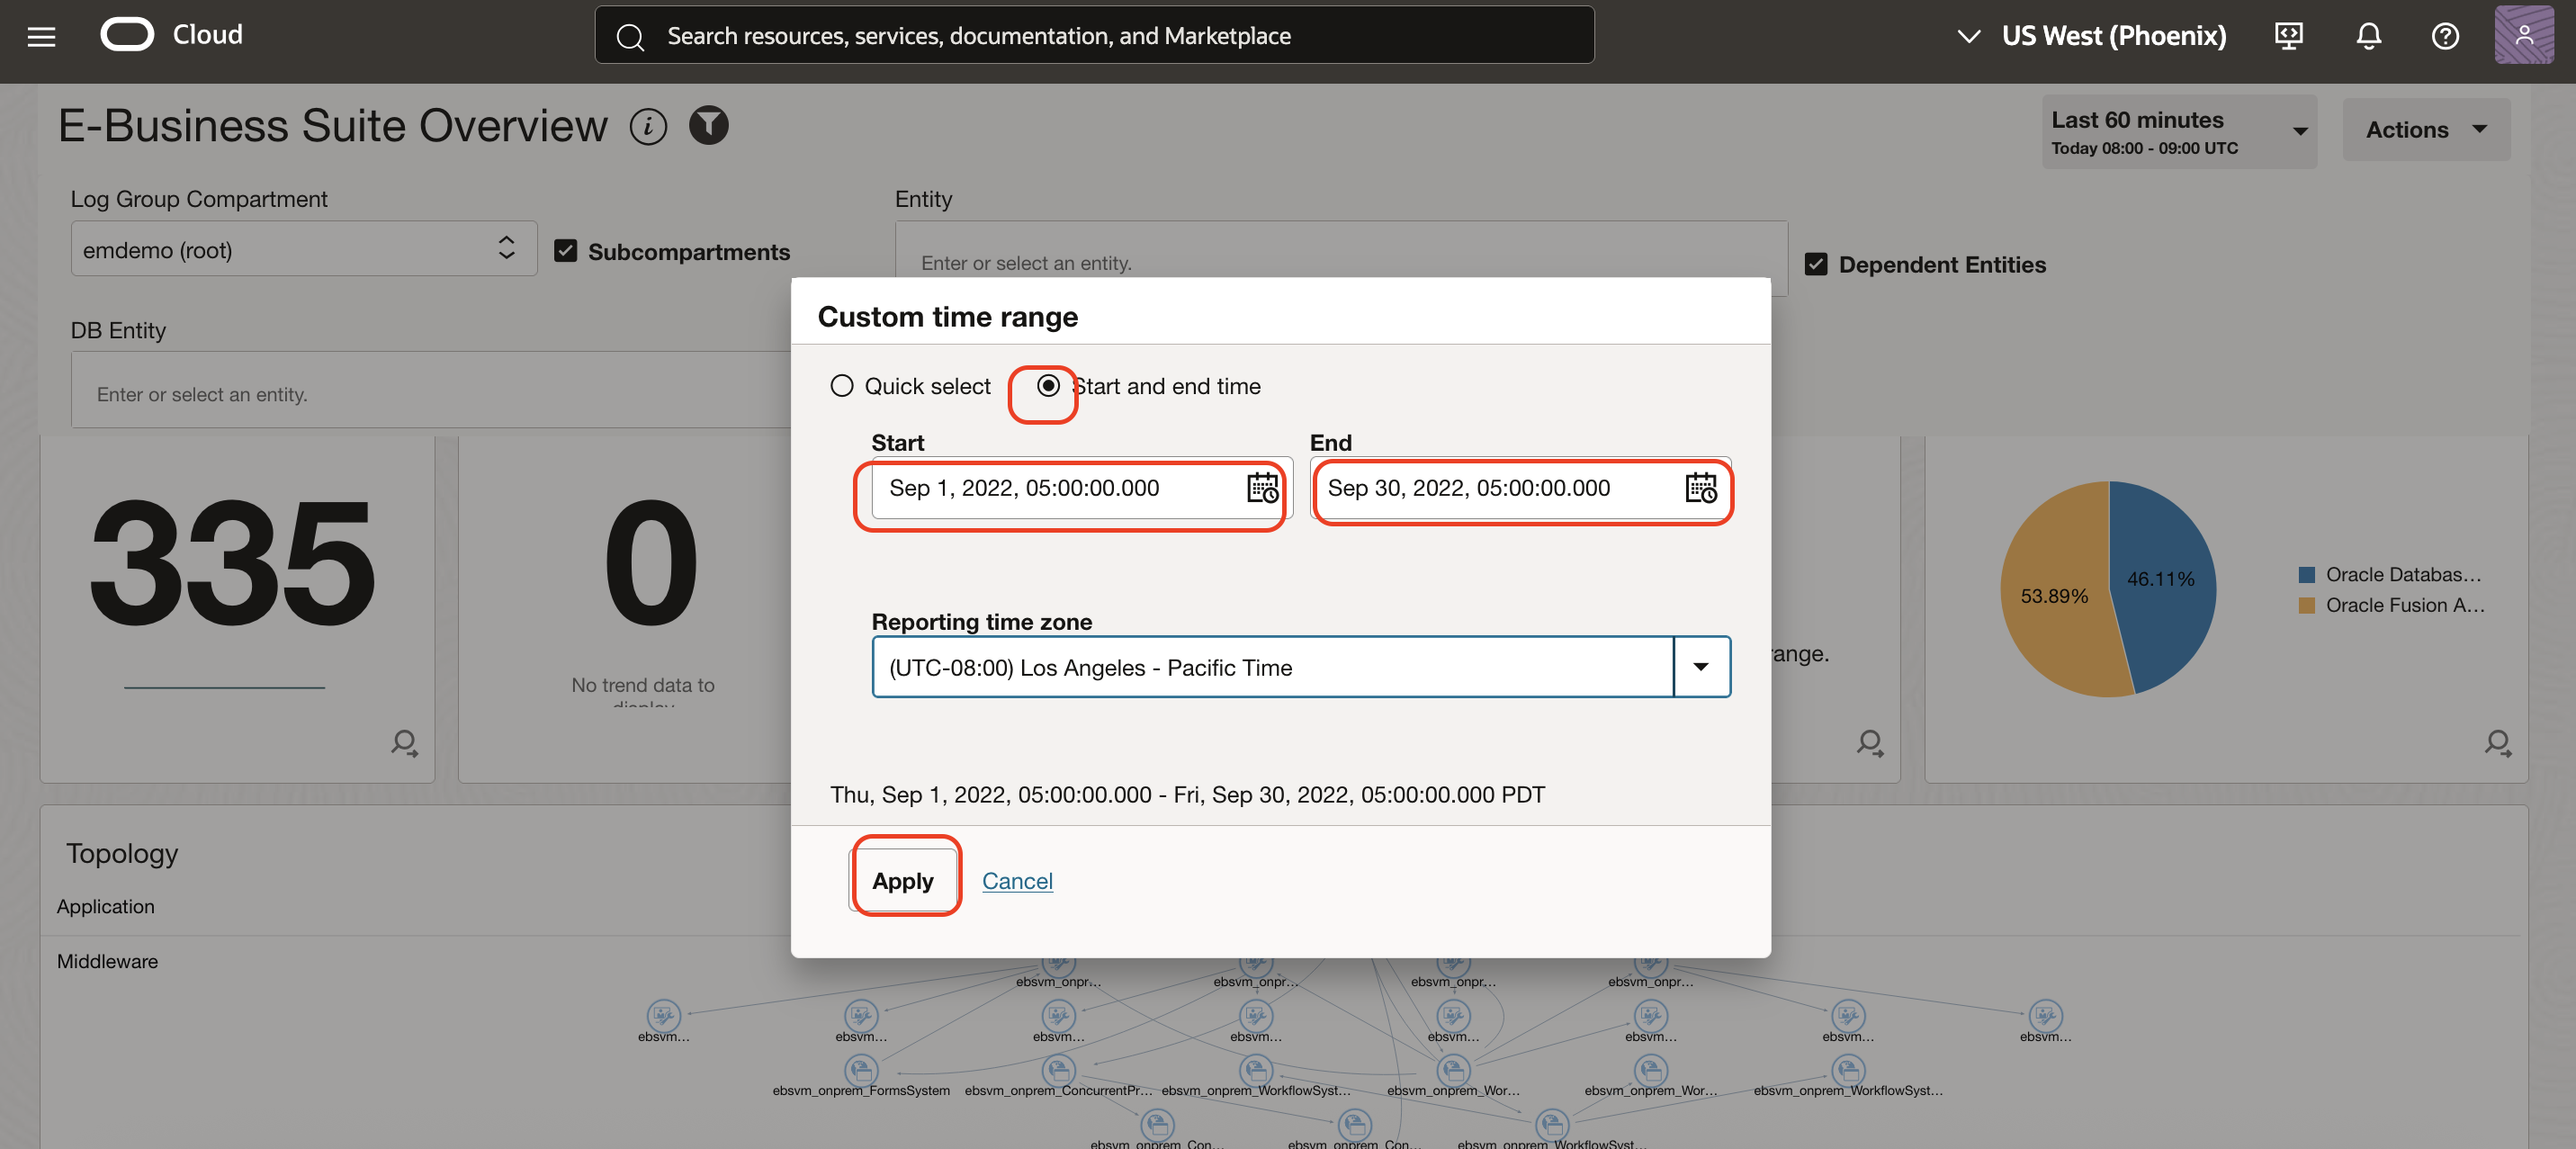 Cloud
Search resources, services, documentation, and Marketplace
US West (Phoenix)
E-Business Suite Overview
Last 60 minutes
Today 08:00 - 09:00 UTC
Actions
Log Group Compartment
emdemo (root)
Subcompartments
Entity
Enter or select an entity.
Dependent Entities
DB Entity
Enter or select an entity.
Custom time range
Quick select
Start and end time
Start
Sep 1, 2022, 05:00:00.000
End
Sep 30, 2022, 05:00:00.000
Reporting time zone
(UTC-08:00) Los Angeles - Pacific Time
Thu, Sep 1, 2022, 05:00:00.000 - Fri, Sep 30, 2022, 05:00:00.000 PDT
Apply
Cancel
335
0
No trend data to
display
ange.
53.89%
46.11%
Oracle Databas...
Oracle Fusion A...
Topology
Application
Middleware
ebsvm_onpr... ebsvm_onpr... ebsvm_onpr... ebsvm_onpr...
ebsvm... ebsvm... ebsvm... ebsvm... ebsvm... ebsvm... ebsvm... ebsvm...
ebsvm_onprem_FormsSystem ebsvm_onprem_ConcurrentPr... ebsvm_onprem_WorkflowSyst... ebsvm_onprem_Wor... ebsvm_onprem_Wor... ebsvm_onprem_WorkflowSyst...
ebsvm_onprem_Con... ebsvm_onprem_Con... ebsvm_onprem_WorkflowSyst...